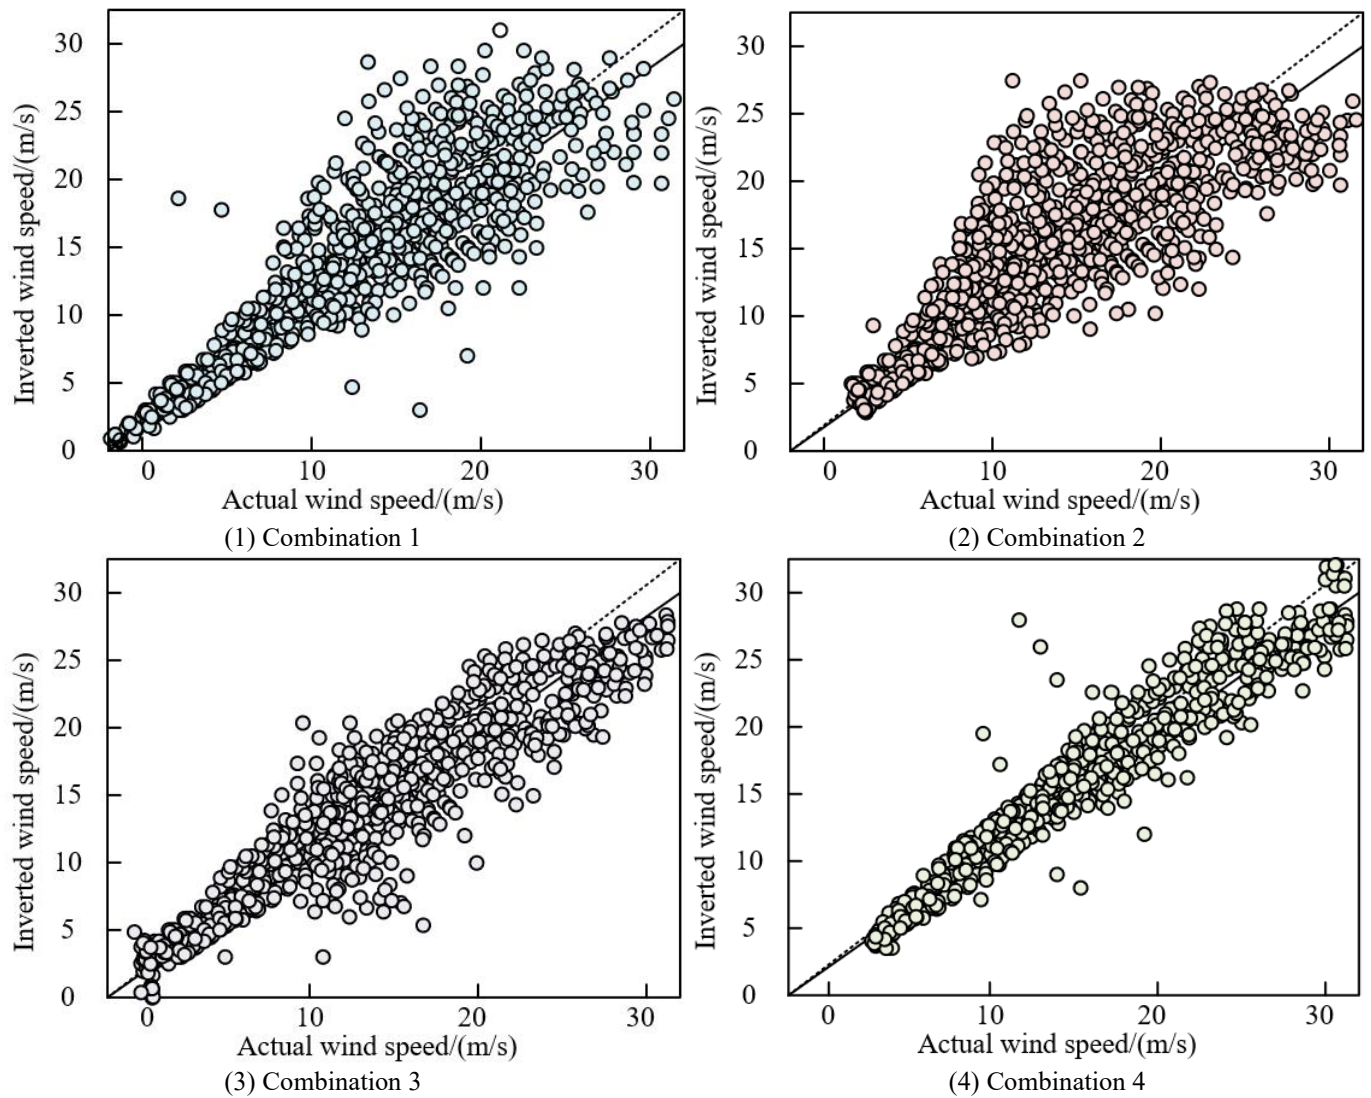 30
25
20
15
10
5
0
Inverted wind speed/(m/s)
0 10 20 30
Actual wind speed/(m/s)
(1) Combination 1
30
25
20
15
10
5
0
Inverted wind speed/(m/s)
0 10 20 30
Actual wind speed/(m/s)
(2) Combination 2
30
25
20
15
10
5
0
Inverted wind speed/(m/s)
0 10 20 30
Actual wind speed/(m/s)
(3) Combination 3
30
25
20
15
10
5
0
Inverted wind speed/(m/s)
0 10 20 30
Actual wind speed/(m/s)
(4) Combination 4